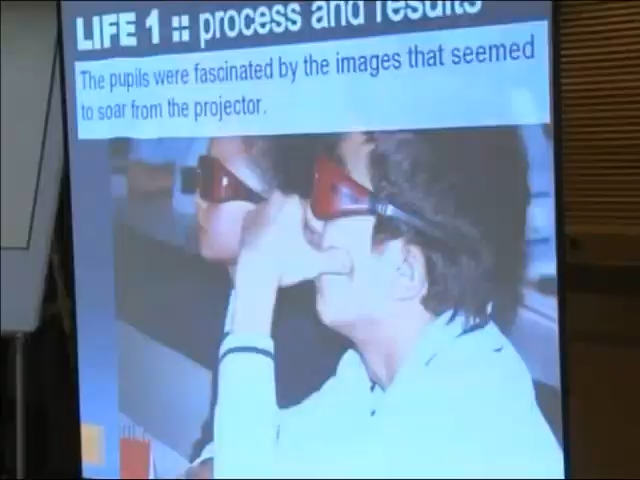 LIFE 1 :: process and results
The pupils were fascinated by the images that seemed
to soar from the projector.